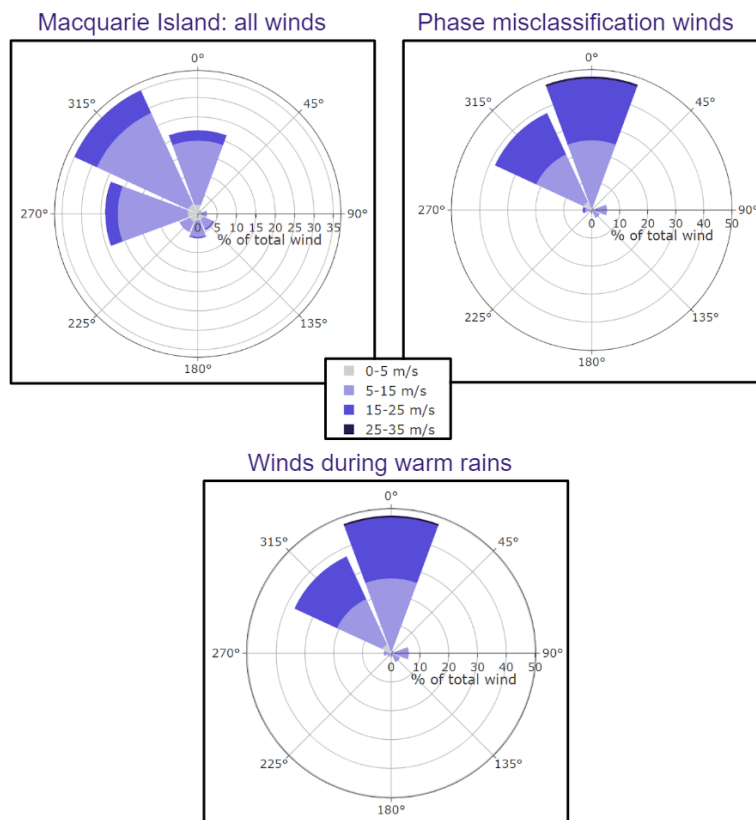 Macquarie Island: all winds
0°
45°
90°
135°
180°
225°
270°
315°
0 5 10 15 20 25 30 35
% of total wind
Phase misclassification winds
0°
45°
90°
135°
180°
225°
270°
315°
0 10 20 30 40 50
% of total wind
0-5 m/s
5-15 m/s
15-25 m/s
25-35 m/s
Winds during warm rains
0°
45°
90°
135°
180°
225°
270°
315°
0 10 20 30 40 50
% of total wind